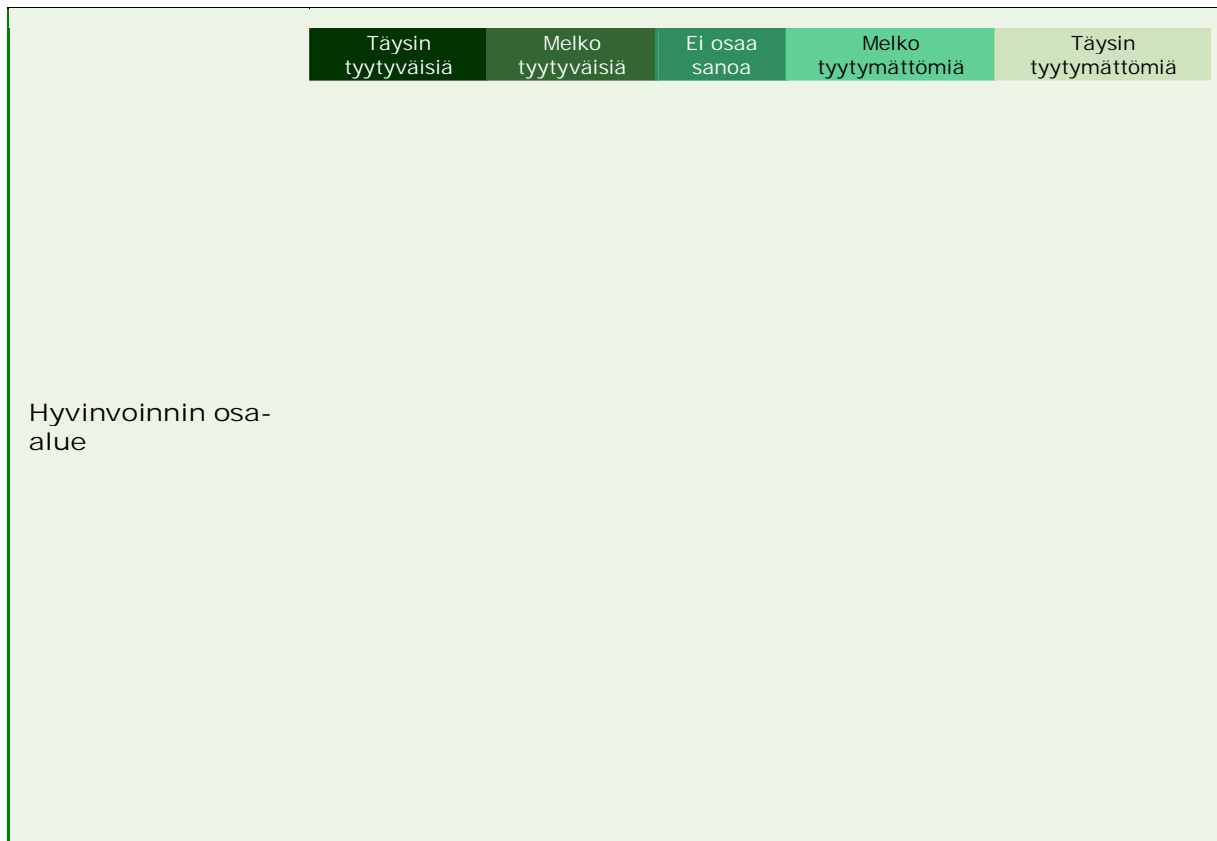 Täysin
tyytyväisiä
Melko
tyytyväisiä
Ei osaa
sanoa
Melko
tyytymättömiä
Täysin
tyytymättömiä
Hyvinvoinnin osa-
alue